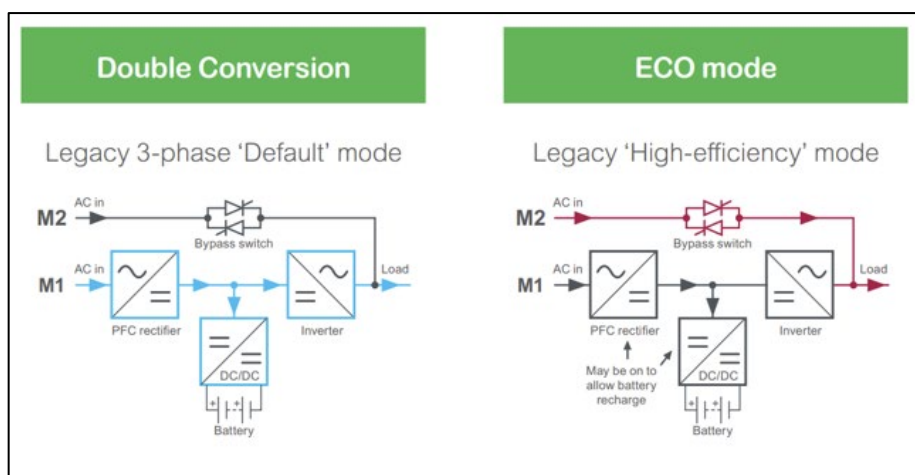 Double Conversion
Legacy 3-phase 'Default' mode
AC in
M2
Bypass switch
AC in
M1
Load
PFC rectifier
Inverter
DC/DC
+ +
Battery
ECO mode
Legacy 'High-efficiency' mode
AC in
M2
Bypass switch
AC in
M1
Load
PFC rectifier
Inverter
May be on to
allow battery
recharge
DC/DC
+ +
Battery